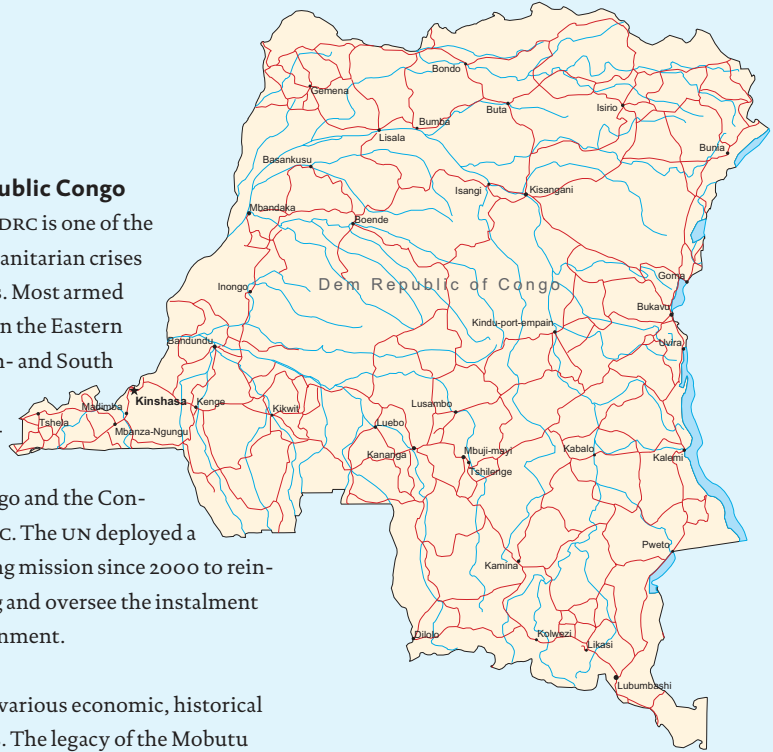 public Congo
DRC is one of the
anitarian crises
s. Most armed
n the Eastern
n- and South
go and the Con-
C. The UN deployed a
ng mission since 2000 to rein-
g and oversee the instalment
nment.
various economic, historical
. The legacy of the Mobutu
Bondo
Gemena
Buta
Isirio
Bumba
Lisala
Bunia
Basankusu
Isangi
Kisangani
Mbandaka
Boende
Goma
Inongo
Dem Republic of Congo
Bukavu
Kindu-port-empain
Bandundu
Uvira
Kinshasa
Kenge
Madimba
Kikwit
Lusambo
Tshela
Mbanza-Ngungu
Luebo
Kananga
Mbuji-mayi
Kabalo
Kalemi
Tshilenge
Pweto
Kamina
Dilolo
Kolwezi
Likasi
Lubumbashi